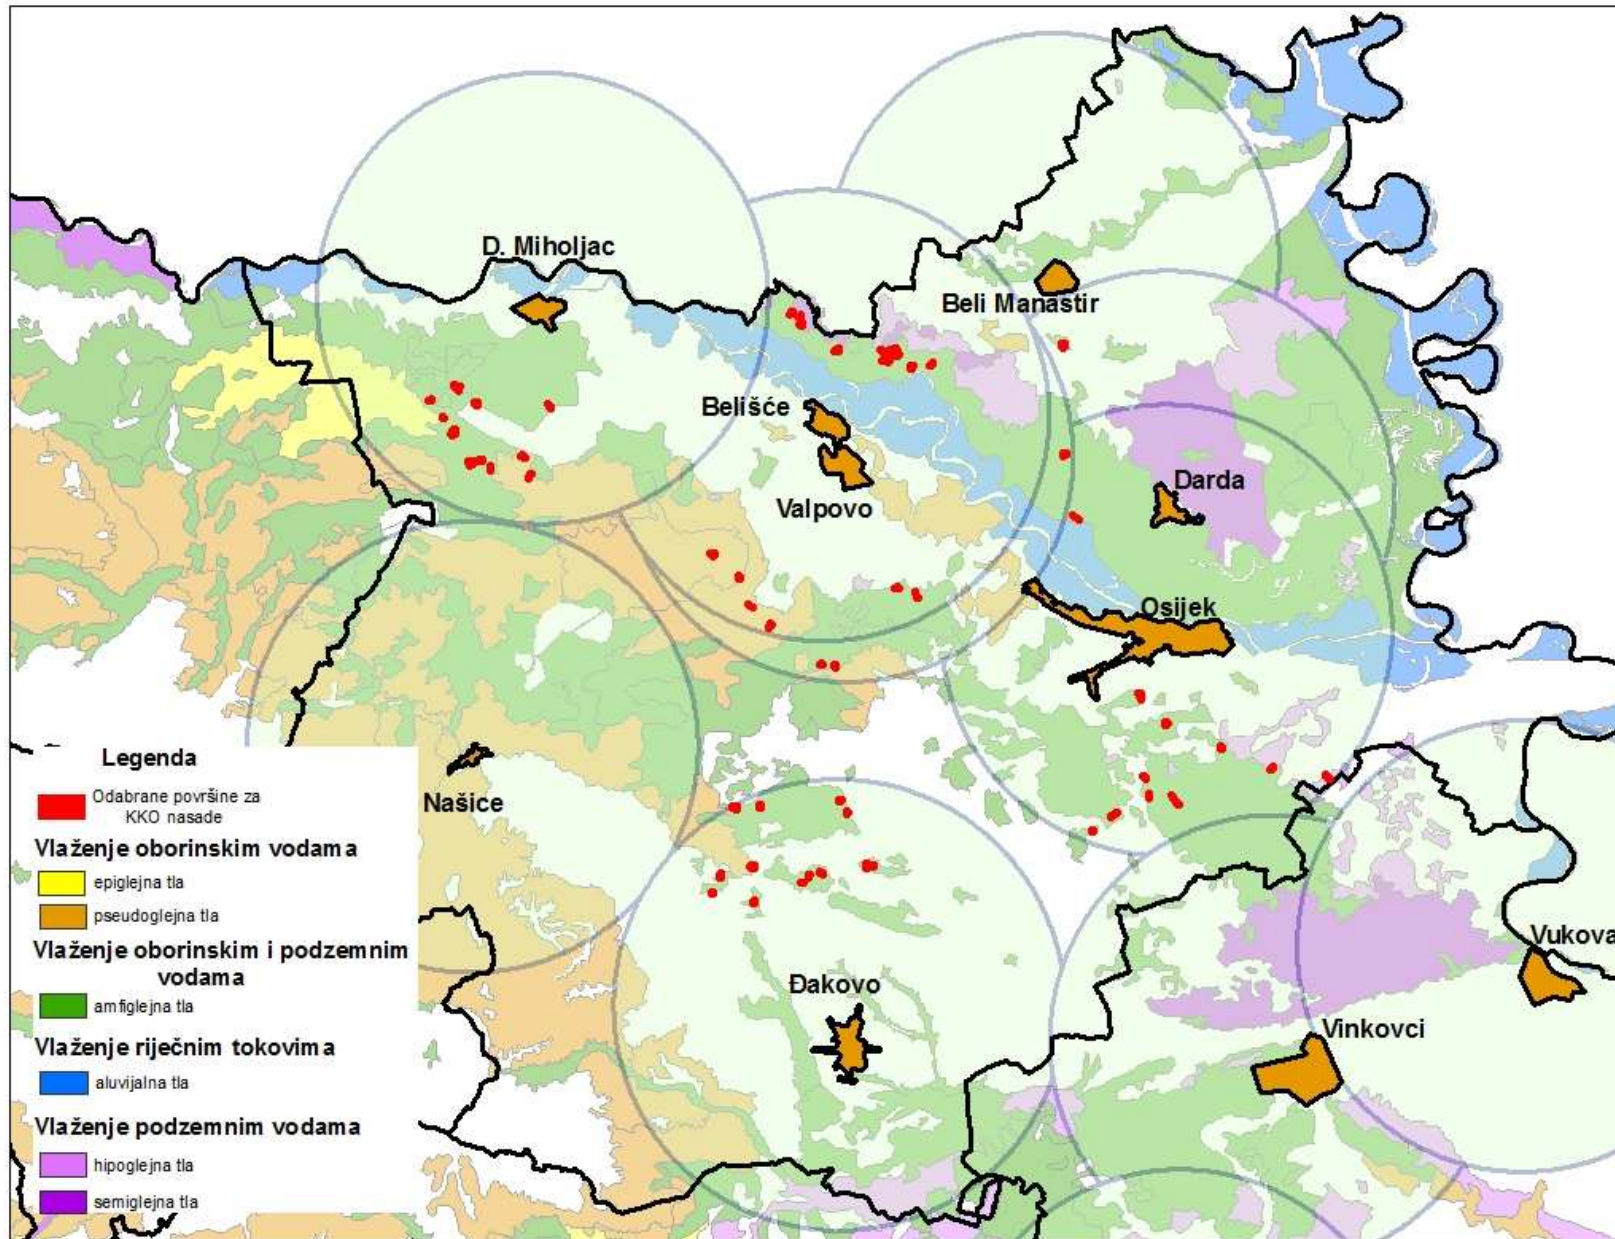 D. Miholjac
Beli Manastir
Belišće
Valpovo
Darda
Osijek
Našice
Đakovo
Vukova
Vinkovci
Legenda
Odabrane površine za
KKO nasade
Vlaženje oborinskim vodama
epiglejna tla
pseudoglejna tla
Vlaženje oborinskim i podzemnim
vodama
amfiglejna tla
Vlaženje riječnim tokovima
aluvijalna tla
Vlaženje podzemnim vodama
hipoglejna tla
semiglejna tla